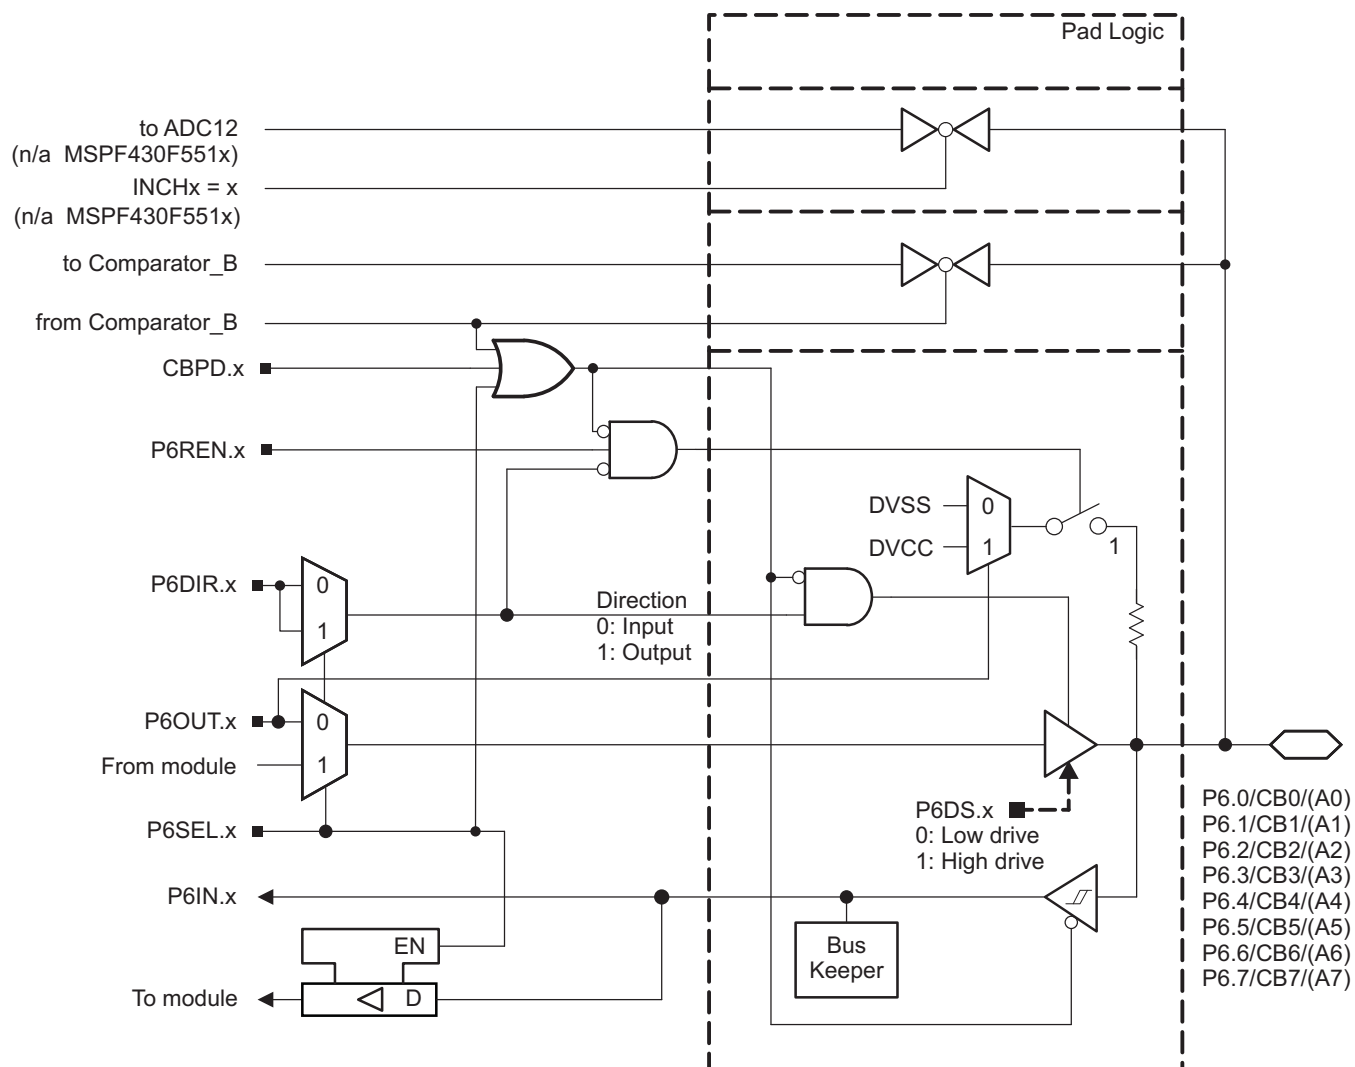 Pad Logic
to ADC12
(n/a MSPF430F551x)
INCHx = x
(n/a MSPF430F551x)
to Comparator_B
from Comparator_B
CBPD.x
P6REN.x
DVSS
0
DVCC
1
1
P6DIR.x
0
1
Direction
0: Input
1: Output
P6OUT.x
0
From module
1
P6SEL.x
P6DS.x
0: Low drive
1: High drive
P6.0/CB0/(A0)
P6.1/CB1/(A1)
P6.2/CB2/(A2)
P6.3/CB3/(A3)
P6.4/CB4/(A4)
P6.5/CB5/(A5)
P6.6/CB6/(A6)
P6.7/CB7/(A7)
P6IN.x
Bus
Keeper
EN
To module
D